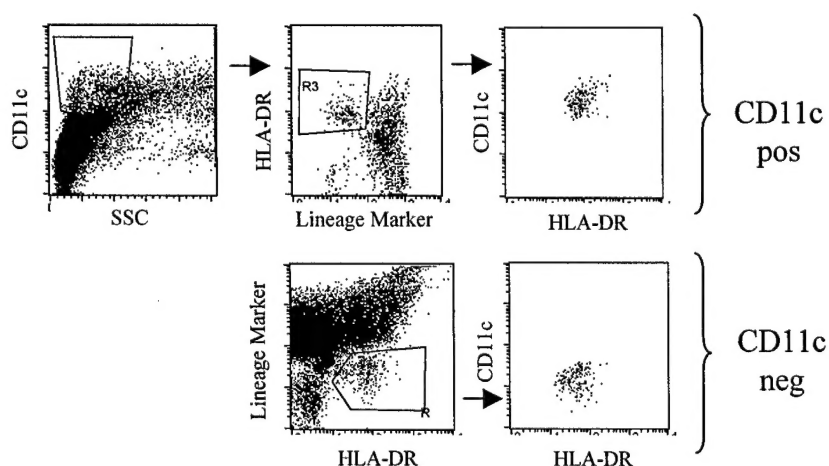 CD11c
SSC
HLA-DR
R3
Lineage Marker
CD11c
HLA-DR
CD11c
pos
Lineage Marker
R
HLA-DR
CD11c
HLA-DR
CD11c
neg